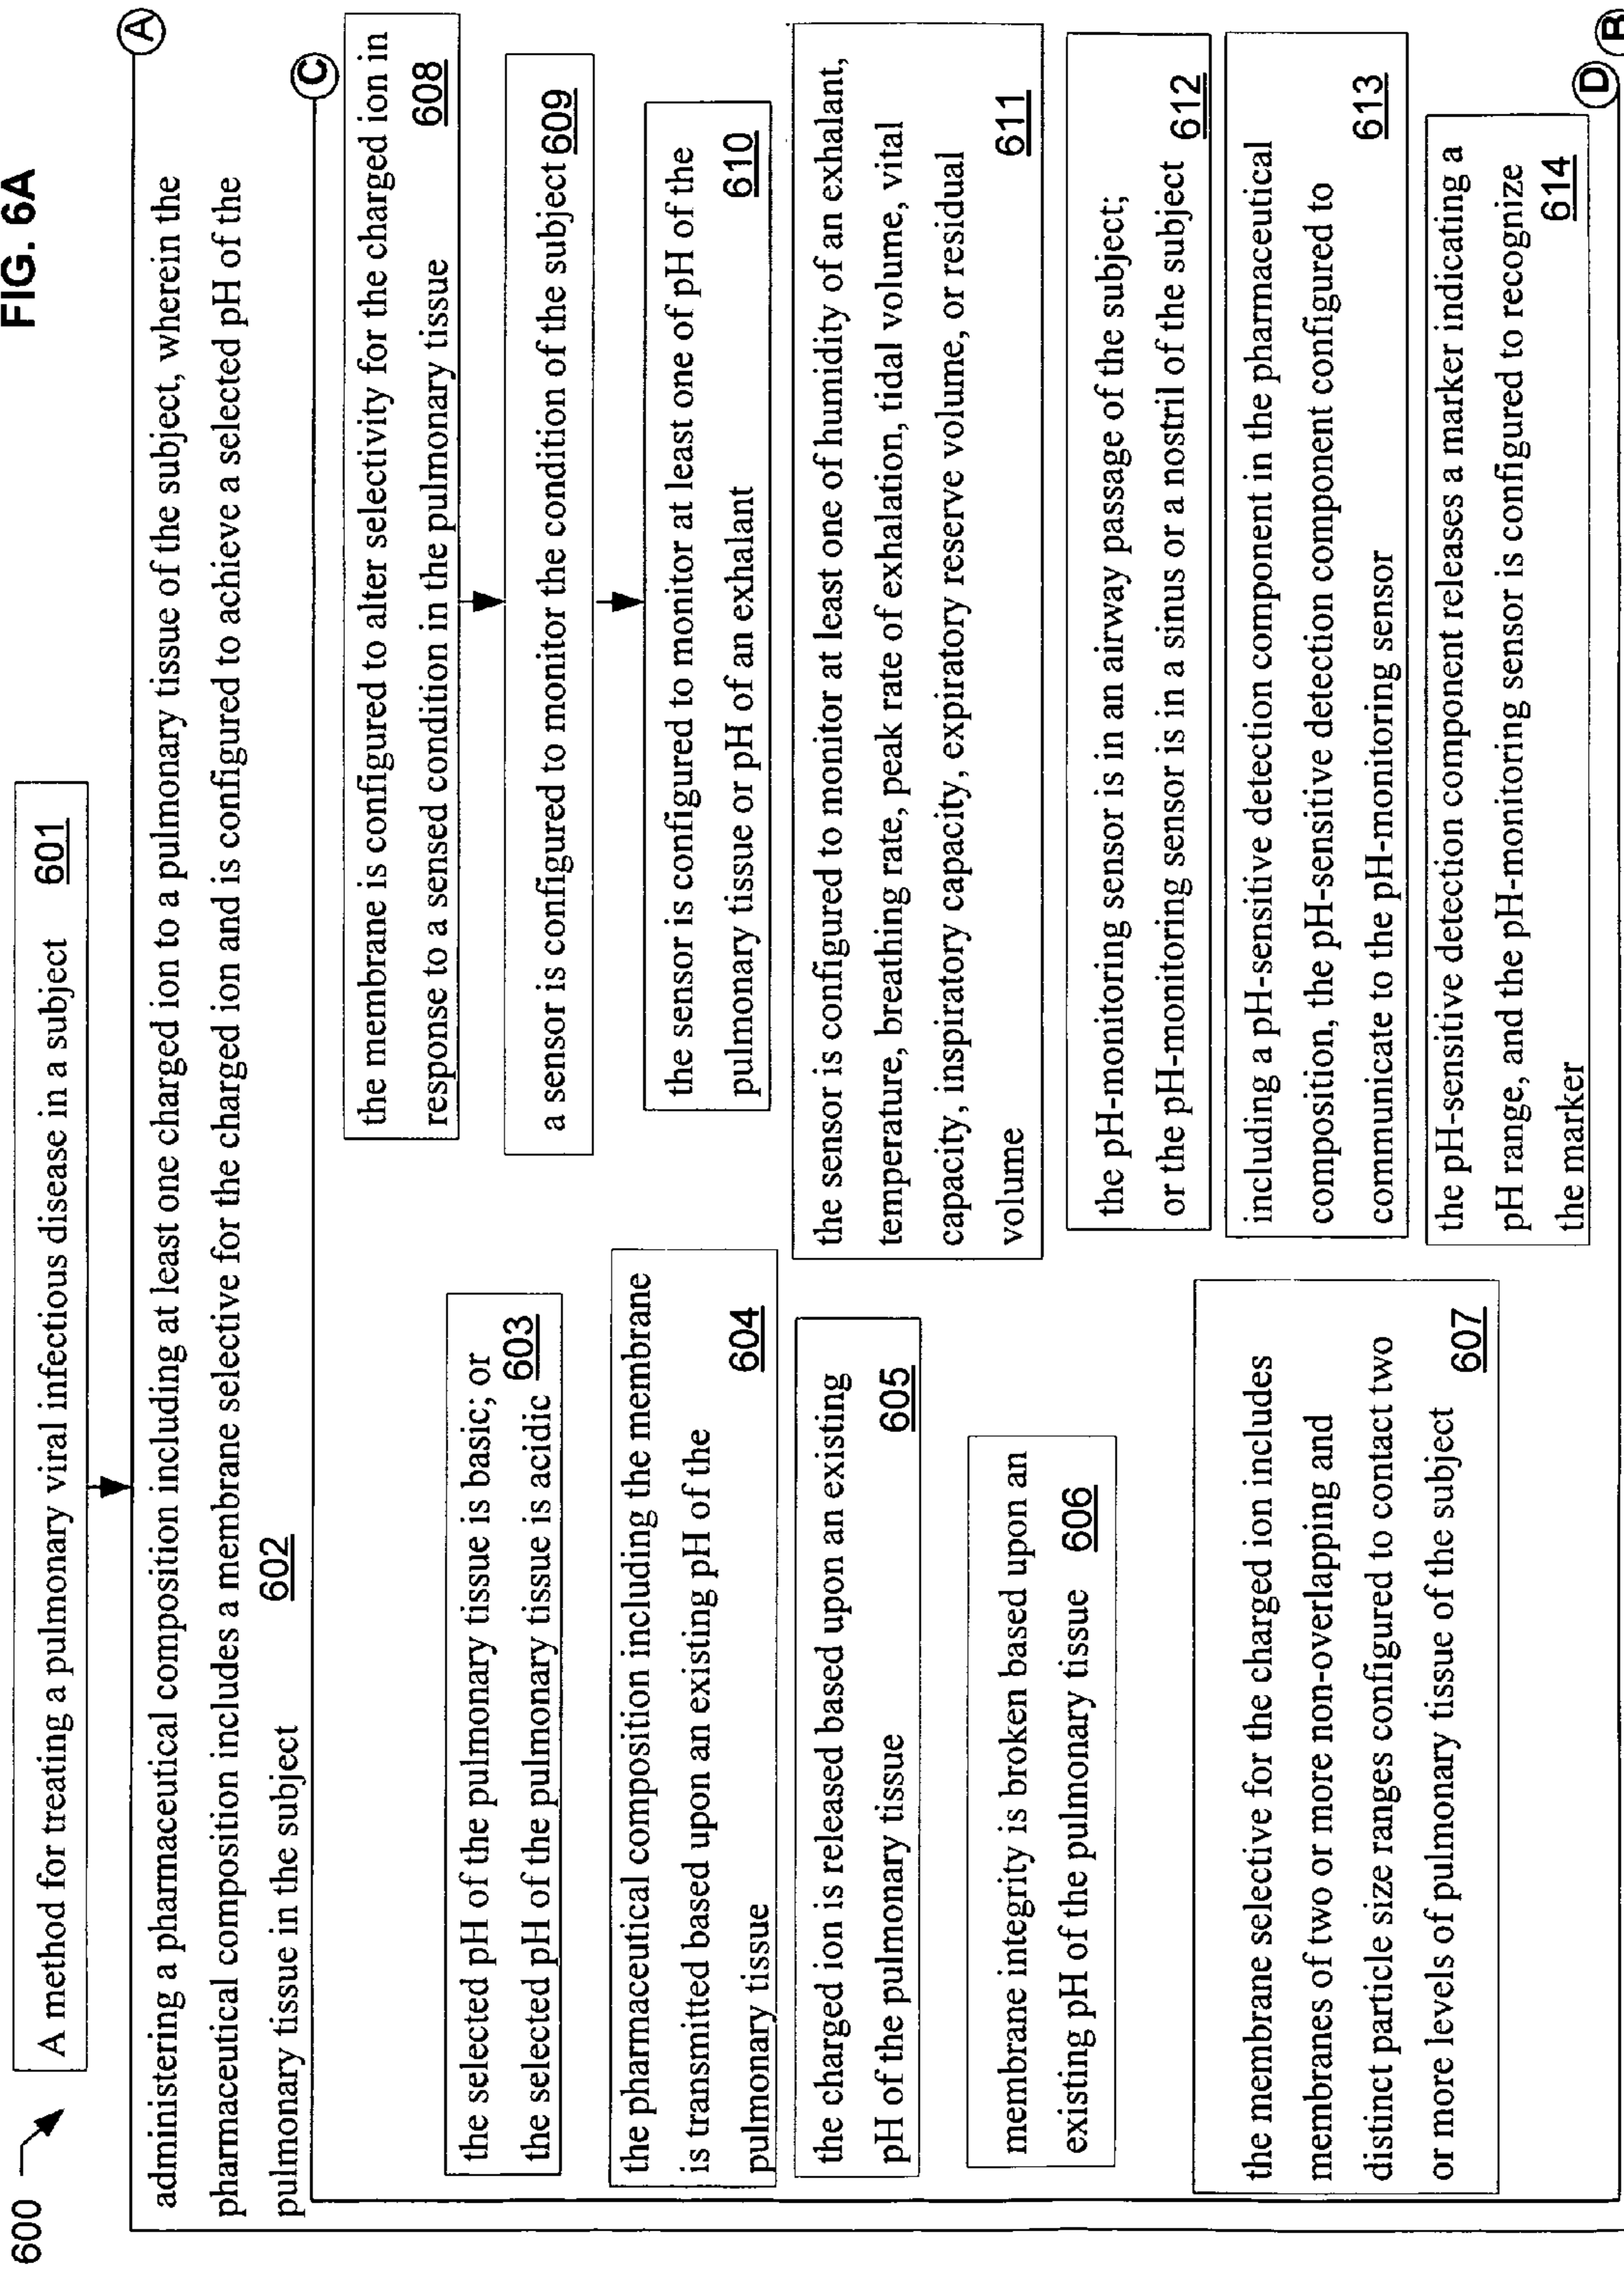 FIG. 6A
600
A method for treating a pulmonary viral infectious disease in a subject 601
A
administering a pharmaceutical composition including at least one charged ion to a pulmonary tissue of the subject, wherein the
pharmaceutical composition includes a membrane selective for the charged ion and is configured to achieve a selected pH of the
pulmonary tissue in the subject 602
C
the selected pH of the pulmonary tissue is basic; or
the selected pH of the pulmonary tissue is acidic 603
the pharmaceutical composition including the membrane
is transmitted based upon an existing pH of the
pulmonary tissue 604
the charged ion is released based upon an existing
pH of the pulmonary tissue 605
membrane integrity is broken based upon an
existing pH of the pulmonary tissue 606
the membrane selective for the charged ion includes
membranes of two or more non-overlapping and
distinct particle size ranges configured to contact two
or more levels of pulmonary tissue of the subject 607
the membrane is configured to alter selectivity for the charged ion in
response to a sensed condition in the pulmonary tissue 608
a sensor is configured to monitor the condition of the subject 609
the sensor is configured to monitor at least one of pH of the
pulmonary tissue or pH of an exhalant 610
the sensor is configured to monitor at least one of humidity of an exhalant,
temperature, breathing rate, peak rate of exhalation, tidal volume, vital
capacity, inspiratory capacity, expiratory reserve volume, or residual
volume 611
the pH-monitoring sensor is in an airway passage of the subject;
or the pH-monitoring sensor is in a sinus or a nostril of the subject 612
including a pH-sensitive detection component in the pharmaceutical
composition, the pH-sensitive detection component configured to
communicate to the pH-monitoring sensor 613
the pH-sensitive detection component releases a marker indicating a
pH range, and the pH-monitoring sensor is configured to recognize
the marker 614
D
B